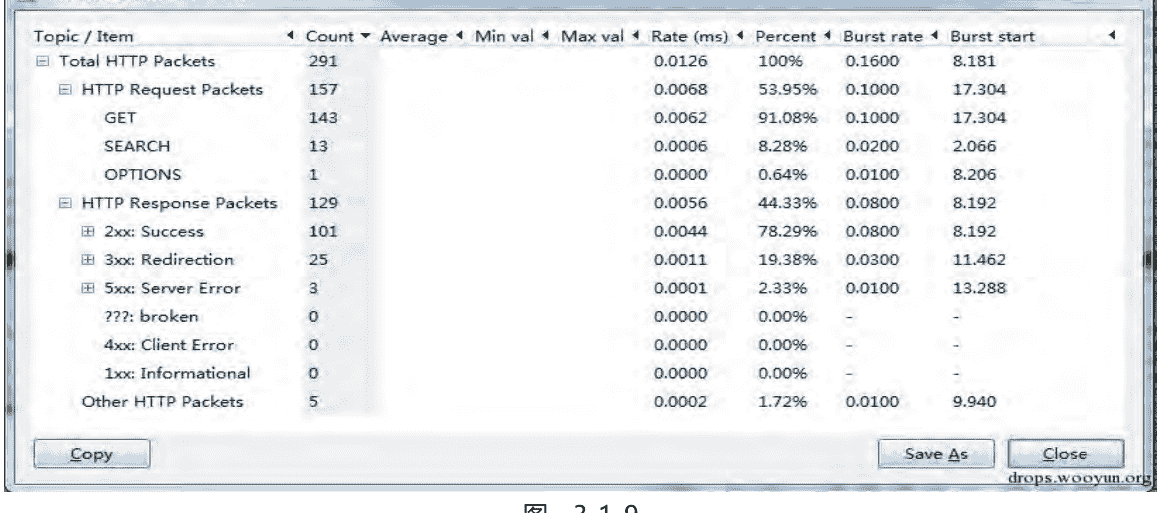 Topic / Item Count Average Min val Max val Rate (ms) Percent Burst rate Burst start
Total HTTP Packets 291 0.0126 100% 0.1600 8.181
HTTP Request Packets 157 0.0068 53.95% 0.1000 17.304
GET 143 0.0062 91.08% 0.1000 17.304
SEARCH 13 0.0006 8.28% 0.0200 2.066
OPTIONS 1 0.0000 0.64% 0.0100 8.206
HTTP Response Packets 129 0.0056 44.33% 0.0800 8.192
2xx: Success 101 0.0044 78.29% 0.0800 8.192
3xx: Redirection 25 0.0011 19.38% 0.0300 11.462
5xx: Server Error 3 0.0001 2.33% 0.0100 13.288
???: broken 0 0.0000 0.00% - -
4xx: Client Error 0 0.0000 0.00% - -
1xx: Informational 0 0.0000 0.00% - -
Other HTTP Packets 5 0.0002 1.72% 0.0100 9.940
Copy Save As Close
drops.wooyun.org